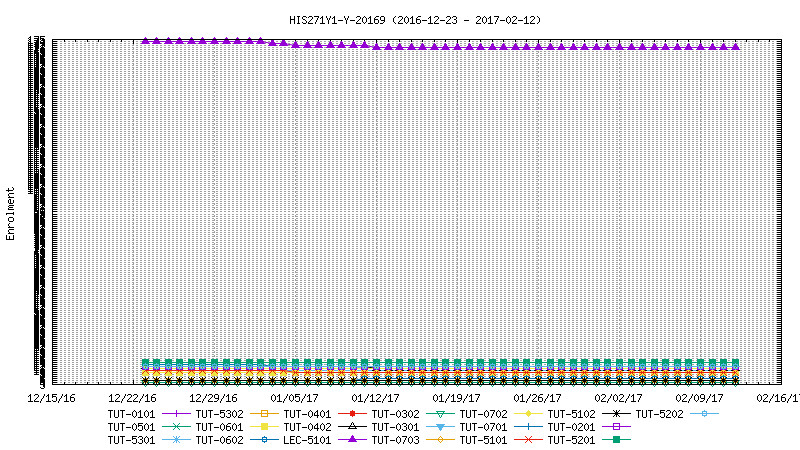 HIS271Y1-Y-20169 (2016-12-23 - 2017-02-12)
Enrolment
12/15/16 12/22/16 12/29/16 01/05/17 01/12/17 01/19/17 01/26/17 02/02/17 02/09/17 02/16/1
TUT-0101 TUT-5302 TUT-0401 TUT-0302 TUT-0702 TUT-5102 TUT-5202
TUT-0501 TUT-0601 TUT-0402 TUT-0301 TUT-0701 TUT-0201
TUT-5301 TUT-0602 LEC-5101 TUT-0703 TUT-5101 TUT-5201